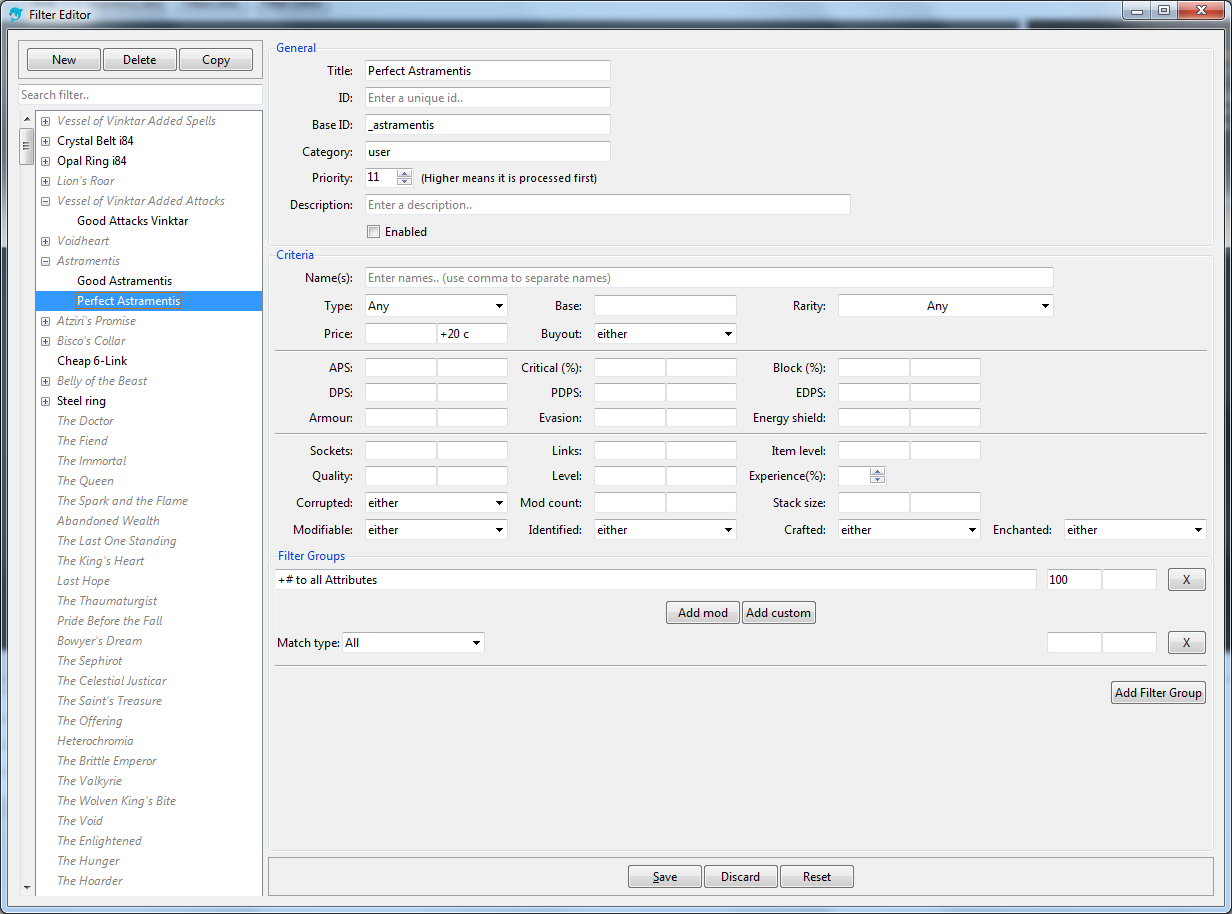 Filter Editor
New Delete Copy
Search filter..
Vessel of Vinktar Added Spells
Crystal Belt i84
Opal Ring i84
Lion's Roar
Vessel of Vinktar Added Attacks
Good Attacks Vinktar
Voidheart
Astramentis
Good Astramentis
Perfect Astramentis
Atziri's Promise
Bisco's Collar
Cheap 6-Link
Belly of the Beast
Steel ring
The Doctor
The Fiend
The Immortal
The Queen
The Spark and the Flame
Abandoned Wealth
The Last One Standing
The King's Heart
Last Hope
The Thaumaturgist
Pride Before the Fall
Bowyer's Dream
The Sephirot
The Celestial Justicar
The Saint's Treasure
The Offering
Heterochromia
The Brittle Emperor
The Valkyrie
The Wolven King's Bite
The Void
The Enlightened
The Hunger
The Hoarder
General
Title: Perfect Astramentis
ID: Enter a unique id..
Base ID: _astramentis
Category: user
Priority: 11 (Higher means it is processed first)
Description: Enter a description..
Enabled
Criteria
Name(s): Enter names.. (use comma to separate names)
Type: Any Base: Rarity: Any
Price: +20 c Buyout: either
APS: Critical (%): Block (%):
DPS: PDPS: EDPS:
Armour: Evasion: Energy shield:
Sockets: Links: Item level:
Quality: Level: Experience(%):
Corrupted: either Mod count: Stack size:
Modifiable: either Identified: either Crafted: either Enchanted: either
Filter Groups
+# to all Attributes 100 X
Add mod Add custom
Match type: All X
Add Filter Group
Save Discard Reset